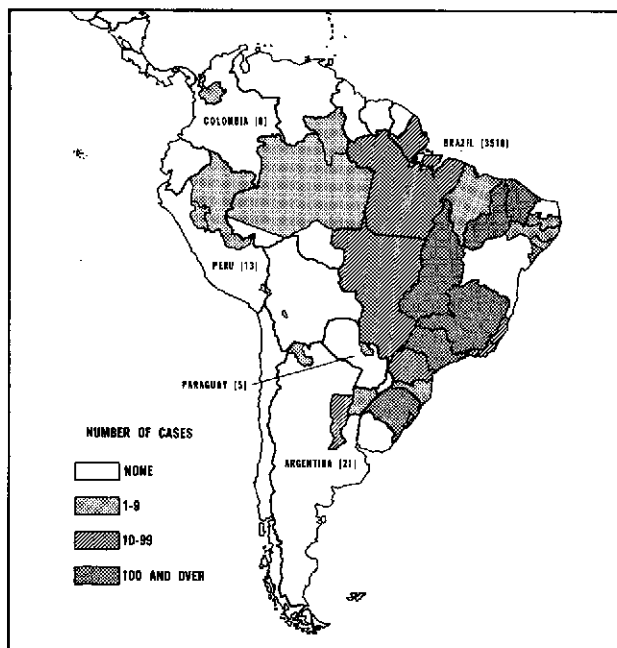 COLOMBIA [8]
BRAZIL [3518]
PERU [13]
PARAGUAY [5]
ARGENTINA [21]
NUMBER OF CASES
NONE
1-9
10-99
100 AND OVER